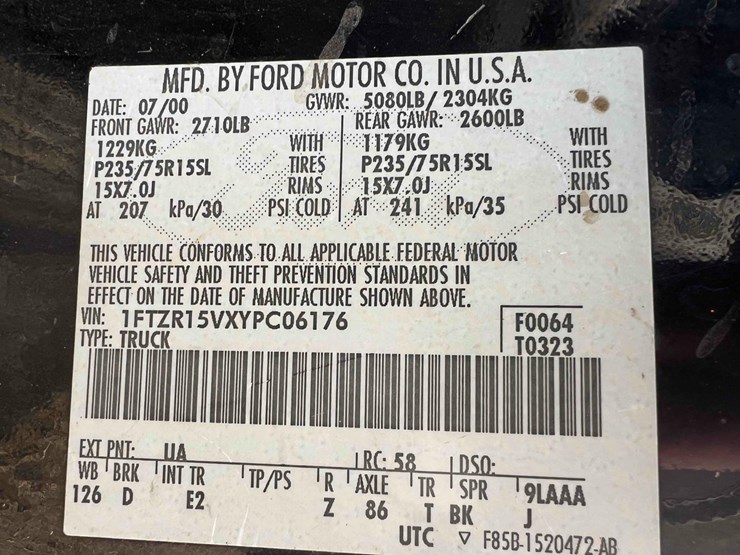 MFD. BY FORD MOTOR CO. IN U.S.A.
DATE: 07/00 GVWR: 5080LB/ 2304KG
FRONT GAWR: 2710LB REAR GAWR: 2600LB
1229KG WITH 1179KG WITH
P235/75R15SL TIRES P235/75R15SL TIRES
15X7.0J RIMS 15X7.0J RIMS
AT 207 kPa/30 PSI COLD AT 241 kPa/35 PSI COLD
THIS VEHICLE CONFORMS TO ALL APPLICABLE FEDERAL MOTOR
VEHICLE SAFETY AND THEFT PREVENTION STANDARDS IN
EFFECT ON THE DATE OF MANUFACTURE SHOWN ABOVE.
VIN: 1FTZR15VXYPC06176 F0064
TYPE: TRUCK T0323
EXT PNT: UA RC: 58 DSO:
WB BRK INT TR TP/PS R AXLE TR SPR 9LAAA
126 D E2 Z 86 T BK J
UTC ▽ F85B-1520472-AB